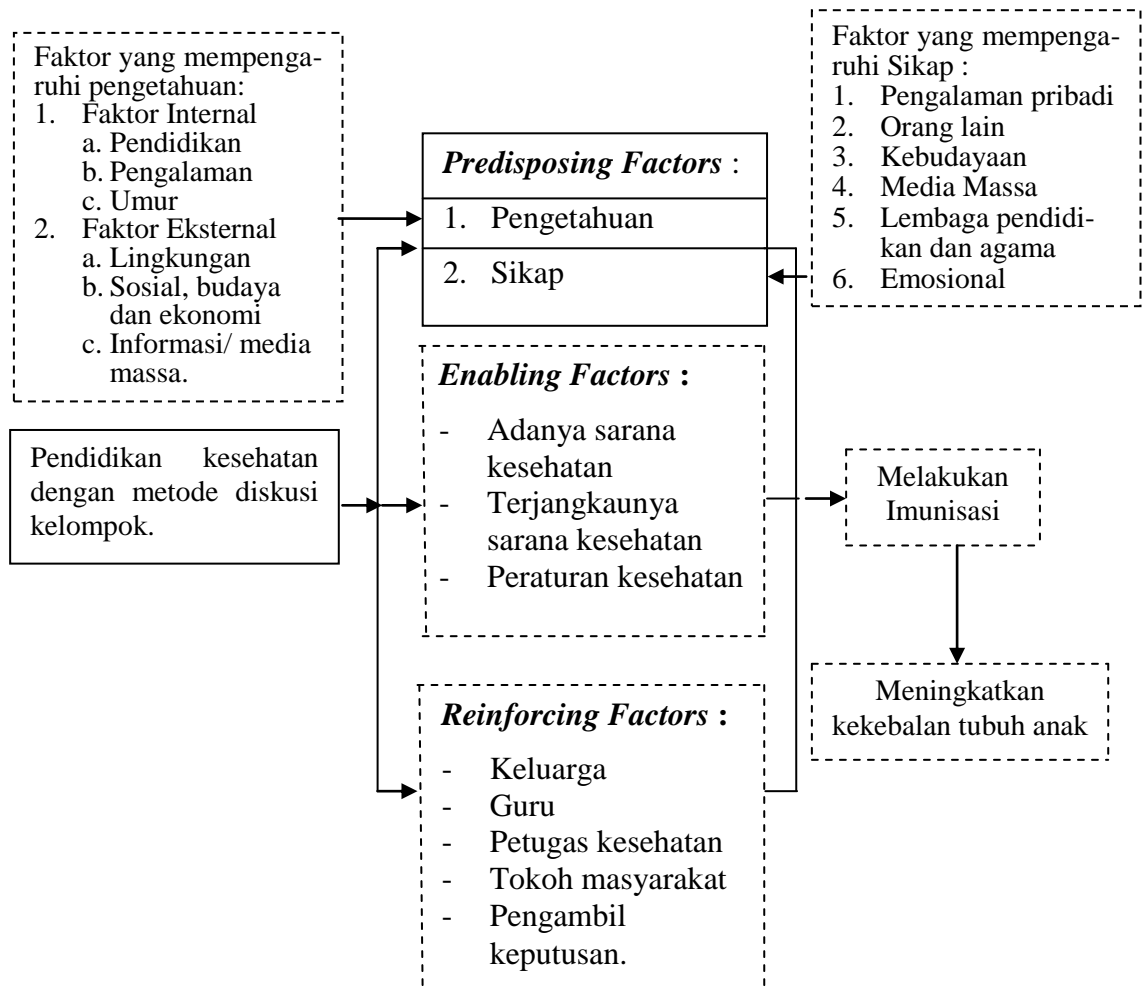 Faktor yang mempenga-
ruhi pengetahuan:
1. Faktor Internal
a. Pendidikan
b. Pengalaman
c. Umur
2. Faktor Eksternal
a. Lingkungan
b. Sosial, budaya
dan ekonomi
c. Informasi/ media
massa.
Pendidikan kesehatan
dengan metode diskusi
kelompok.
Predisposing Factors :
1. Pengetahuan
2. Sikap
Enabling Factors :
- Adanya sarana
kesehatan
- Terjangkaunya
sarana kesehatan
- Peraturan kesehatan
Reinforcing Factors :
- Keluarga
- Guru
- Petugas kesehatan
- Tokoh masyarakat
- Pengambil
keputusan.
Faktor yang mempenga-
ruhi Sikap :
1. Pengalaman pribadi
2. Orang lain
3. Kebudayaan
4. Media Massa
5. Lembaga pendidi-
kan dan agama
6. Emosional
Melakukan
Imunisasi
Meningkatkan
kekebalan tubuh anak